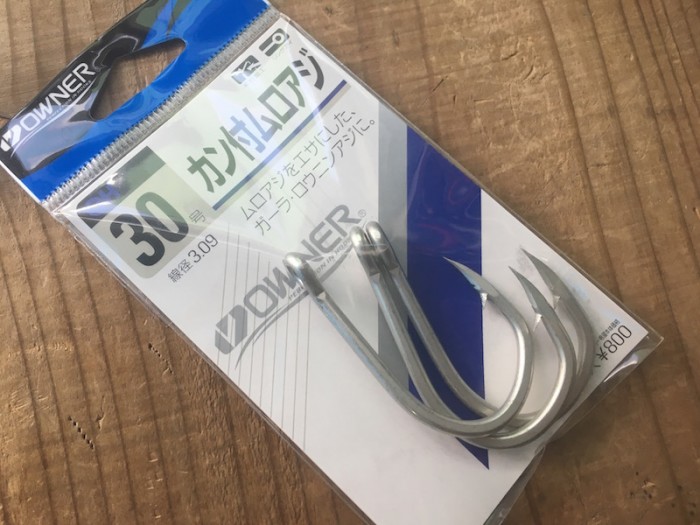 OWNER
カン付ムロアジ
30号
線径 3.09
ムロアジをエサにした、
ガーラ・ロウニンアジに。
OWNER
¥800